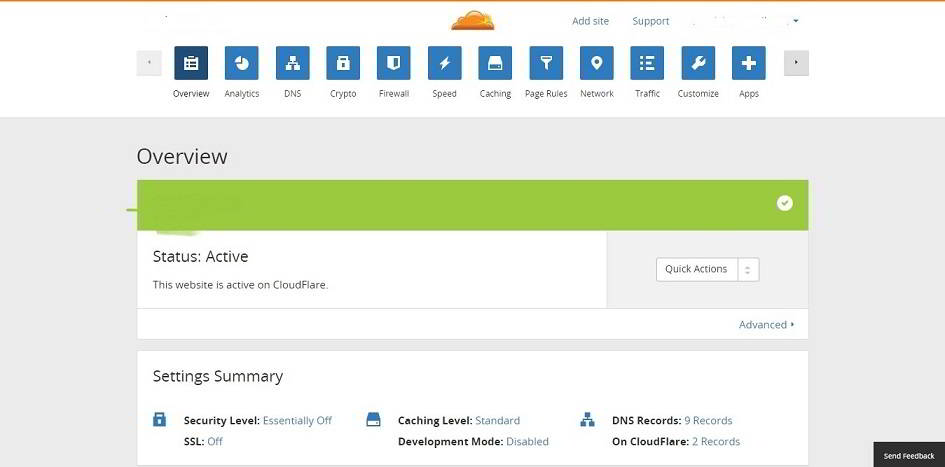 Add site Support
Overview Analytics DNS Crypto Firewall Speed Caching Page Rules Network Traffic Customize Apps
Overview
Status: Active
This website is active on CloudFlare.
Quick Actions
Advanced
Settings Summary
Security Level: Essentially Off Caching Level: Standard DNS Records: 9 Records
SSL: Off Development Mode: Disabled On CloudFlare: 2 Records
Send Feedback